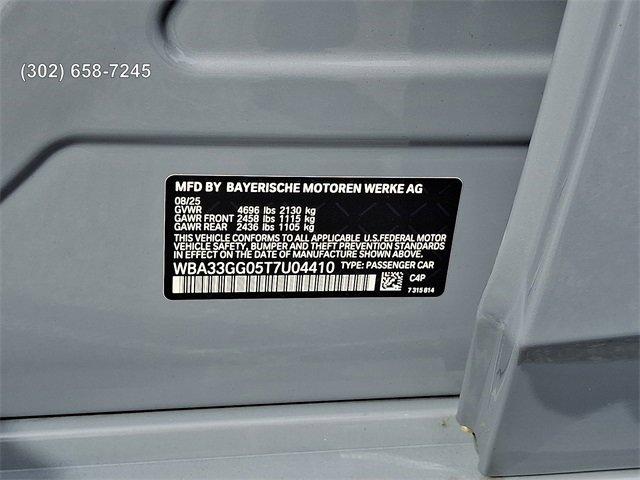 (302) 658-7245
MFD BY BAYERISCHE MOTOREN WERKE AG
08/25
GVWR 4696 lbs 2130 kg
GAWR FRONT 2458 lbs 1115 kg
GAWR REAR 2436 lbs 1105 kg
THIS VEHICLE CONFORMS TO ALL APPLICABLE U.S.FEDERAL MOTOR
VEHICLE SAFETY, BUMPER AND THEFT PREVENTION STANDARDS
IN EFFECT ON THE DATE OF MANUFACTURE SHOWN ABOVE.
WBA33GG05T7U04410 TYPE: PASSENGER CAR
C4P
7 315 814